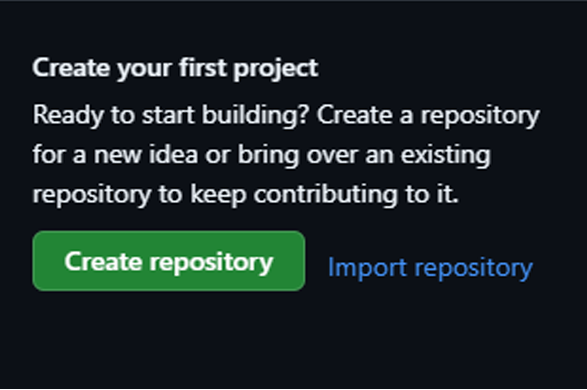 Create your first project
Ready to start building? Create a repository
for a new idea or bring over an existing
repository to keep contributing to it.
Create repository
Import repository